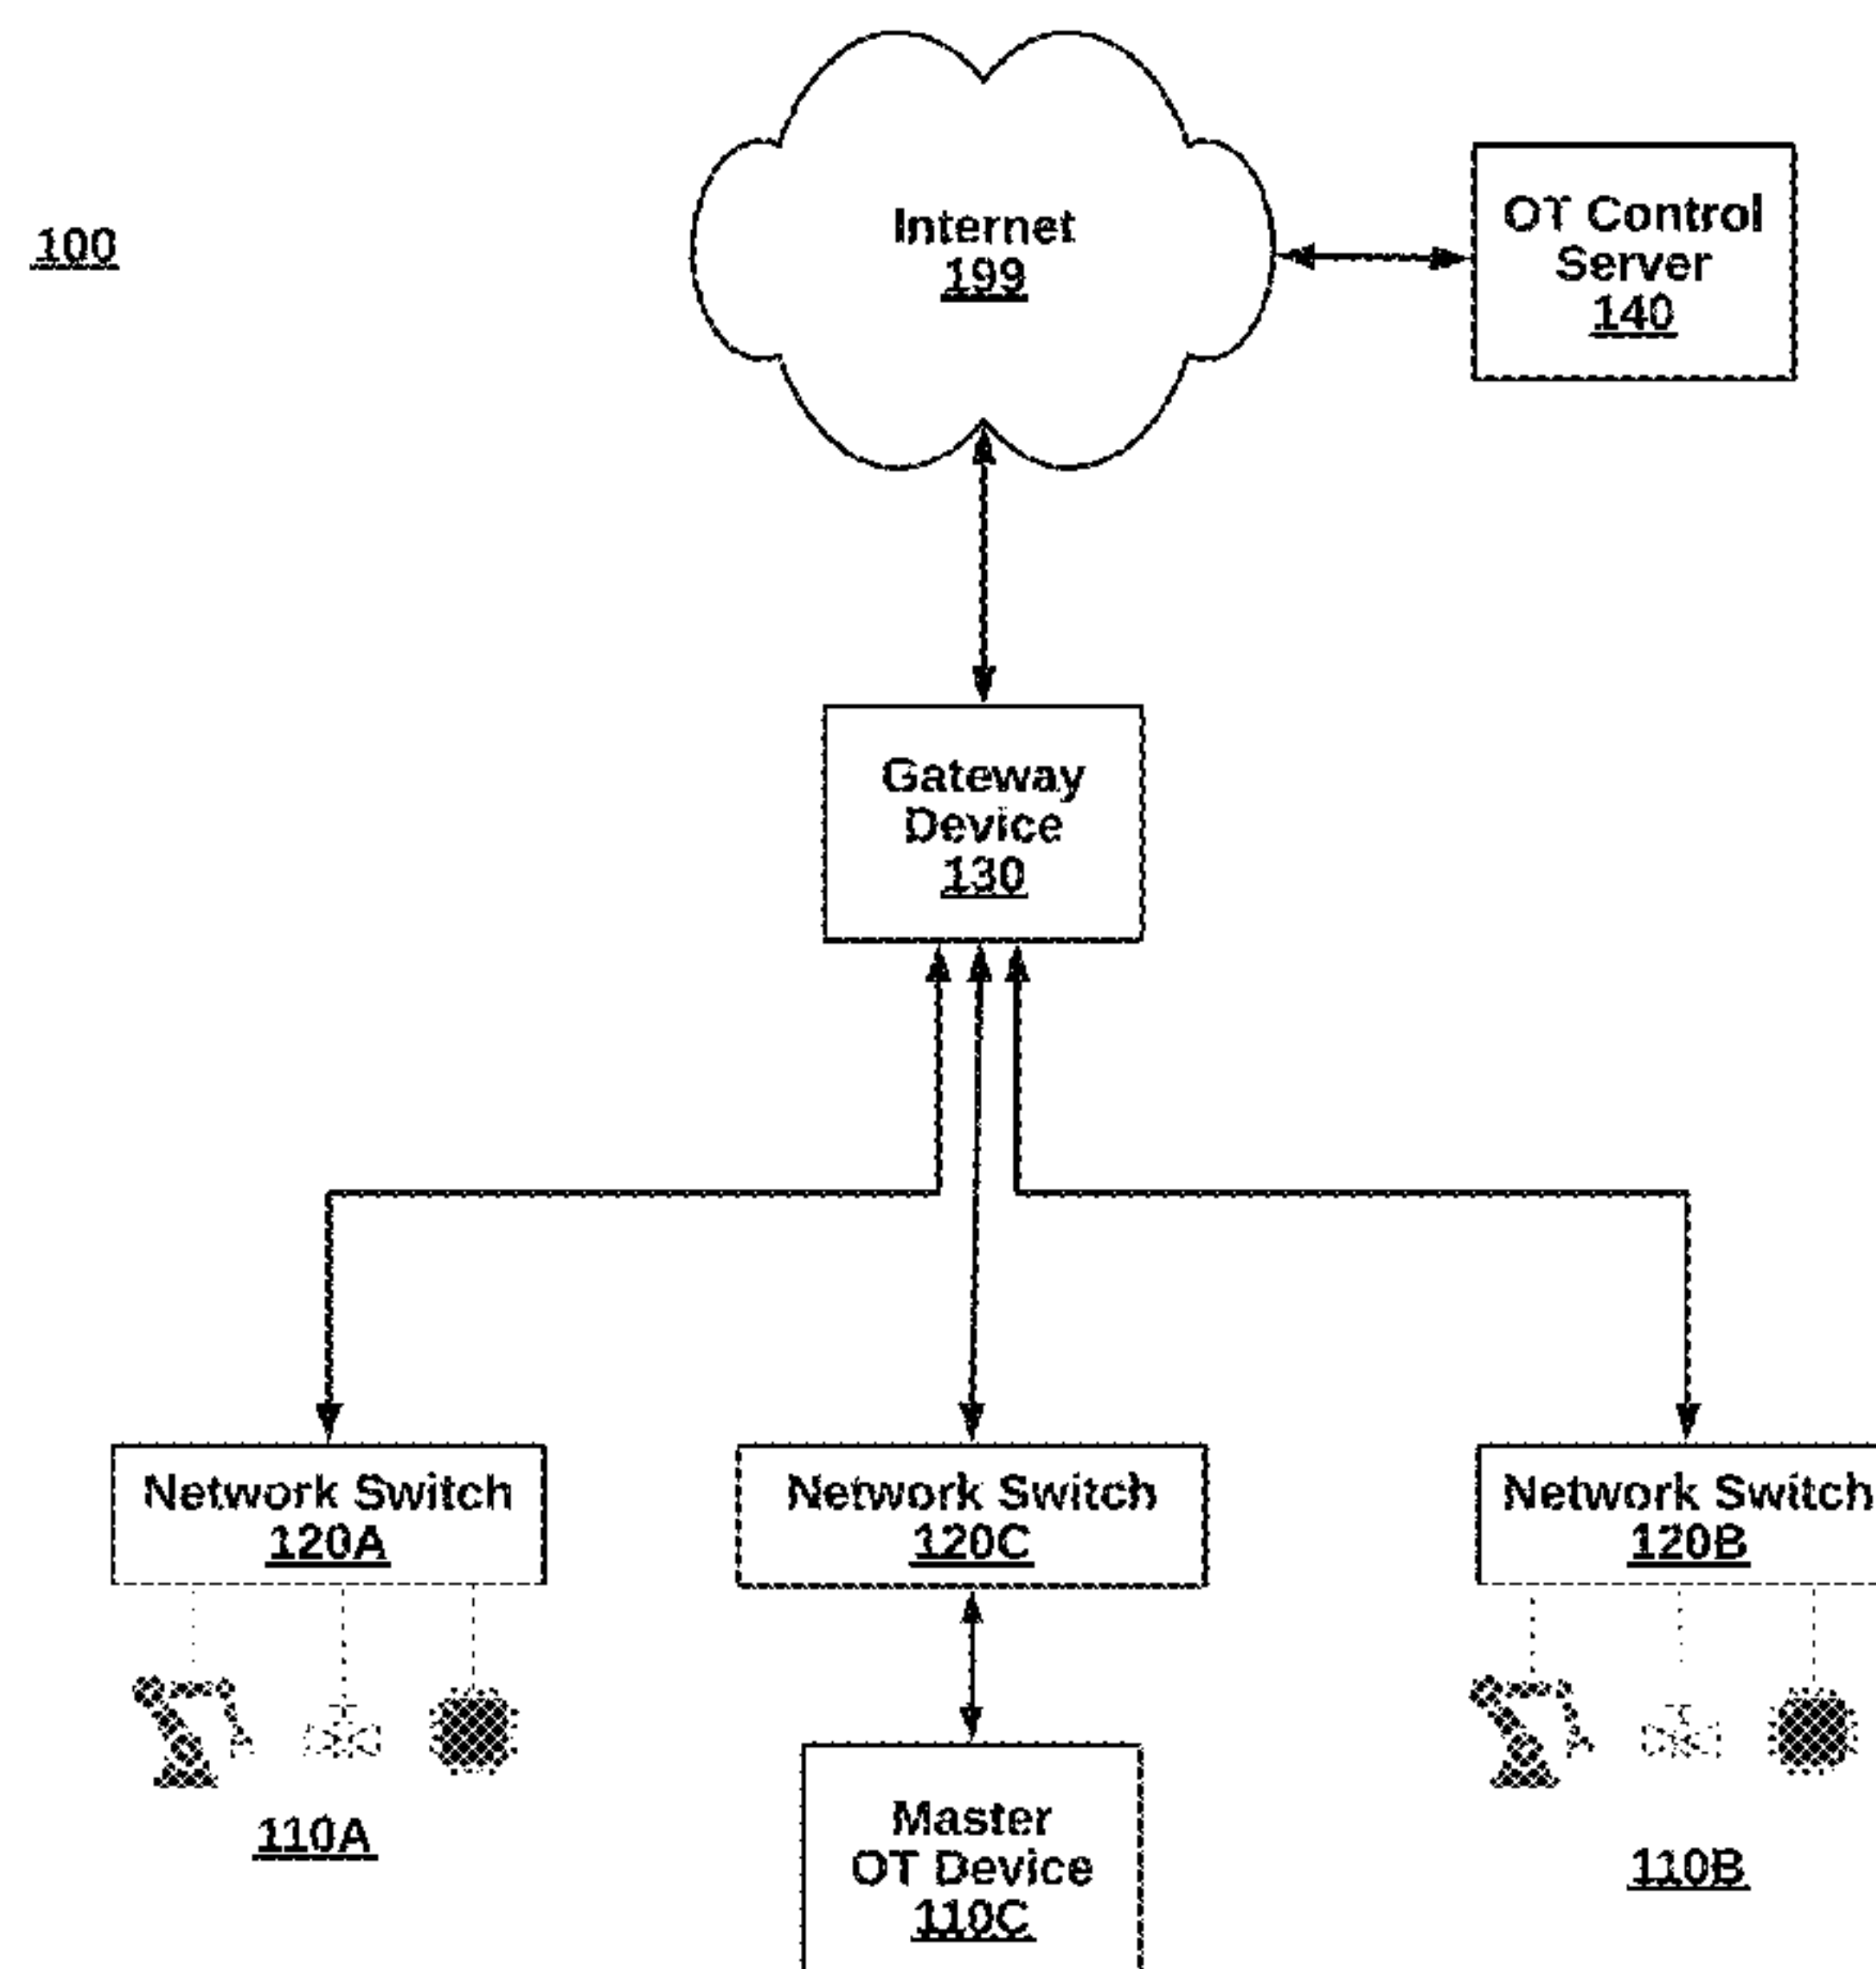 100
Internet
199
OT Control
Server
140
Gateway
Device
130
Network Switch
120A
Network Switch
120C
Network Switch
120B
110A
Master
OT Device
110C
110B